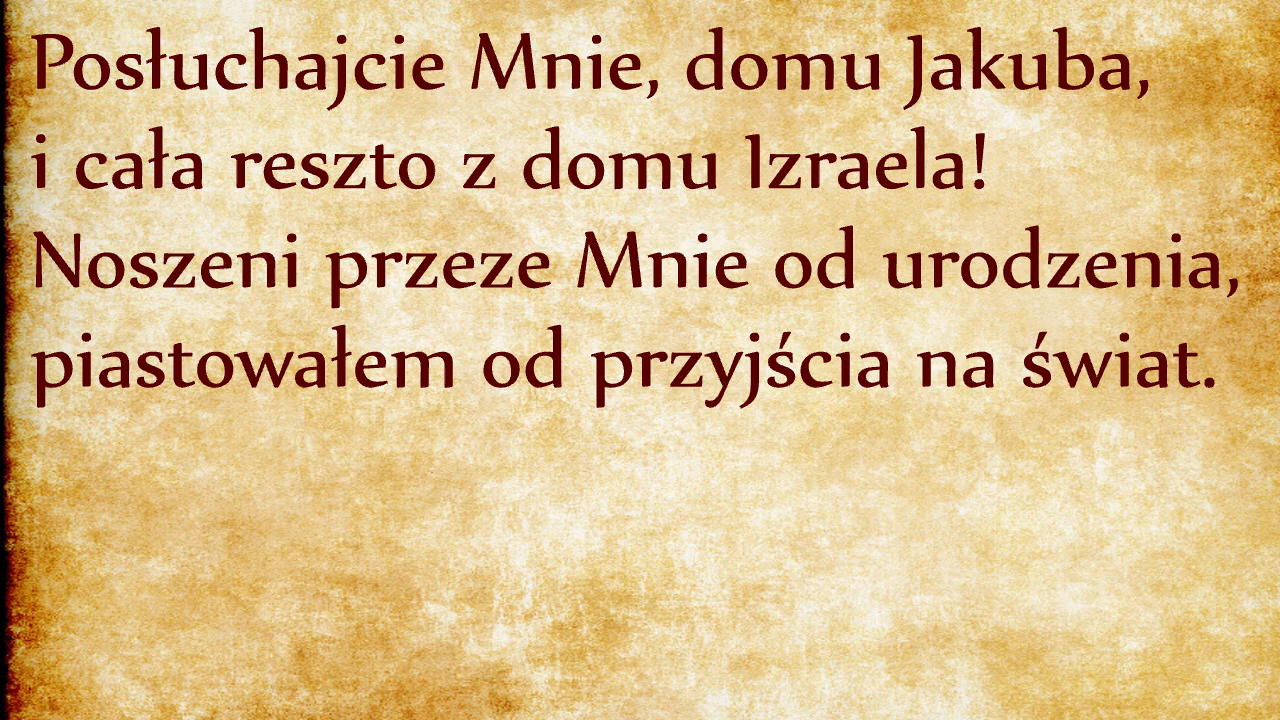 Posłuchajcie Mnie, domu Jakuba,
i cała reszto z domu Izraela!
Noszeni przeze Mnie od urodzenia,
piastowałem od przyjścia na świat.